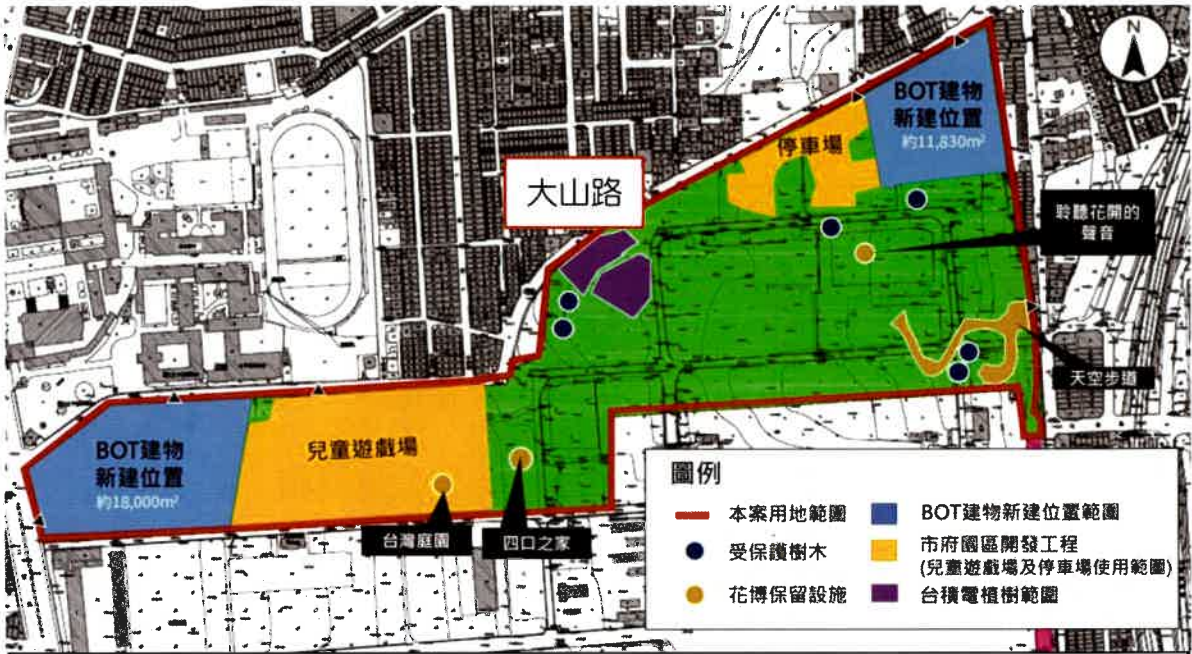 N
BOT建物
新建位置
約11,830m²
停車場
大山路
聆聽花開的
聲音
天空步道
BOT建物
新建位置
約18,000m²
兒童遊戲場
台灣庭園
四口之家
圖例
本案用地範圍
BOT建物新建位置範圍
受保護樹木
市府園區開發工程
(兒童遊戲場及停車場使用範圍)
花博保留設施
台積電植樹範圍